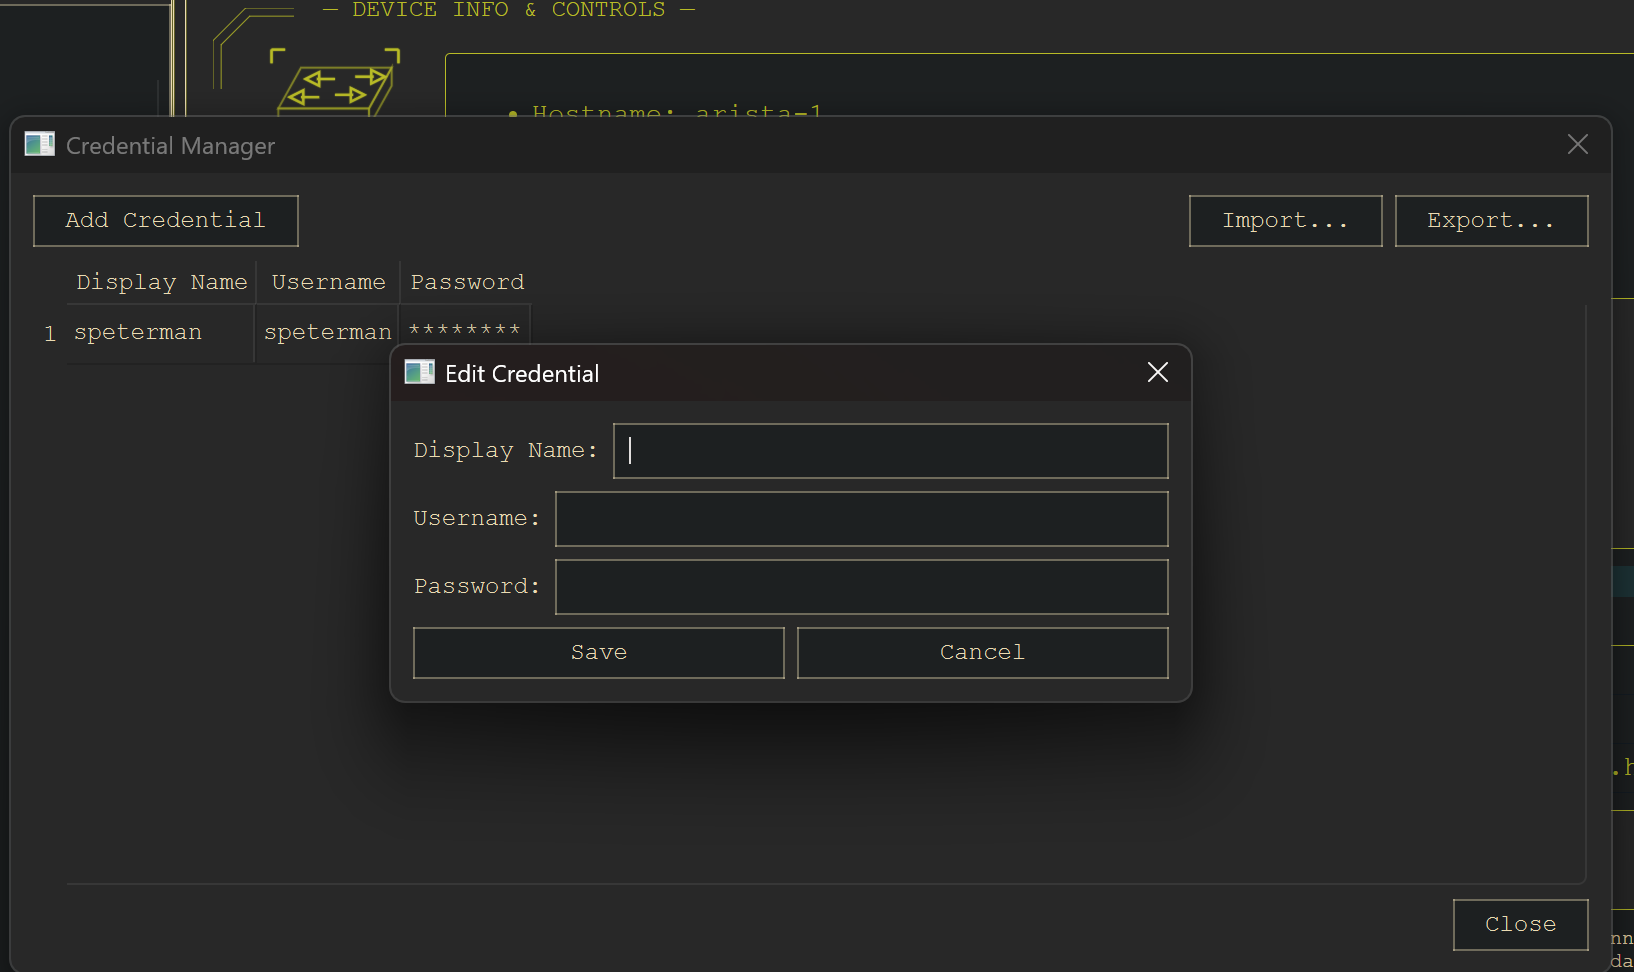 — DEVICE INFO & CONTROLS —
• Hostname: arista-1
Credential Manager
Add Credential
Import...
Export...
Display Name Username Password
1 speterman speterman ********
Edit Credential
Display Name:
Username:
Password:
Save
Cancel
.h
Close
nn
da